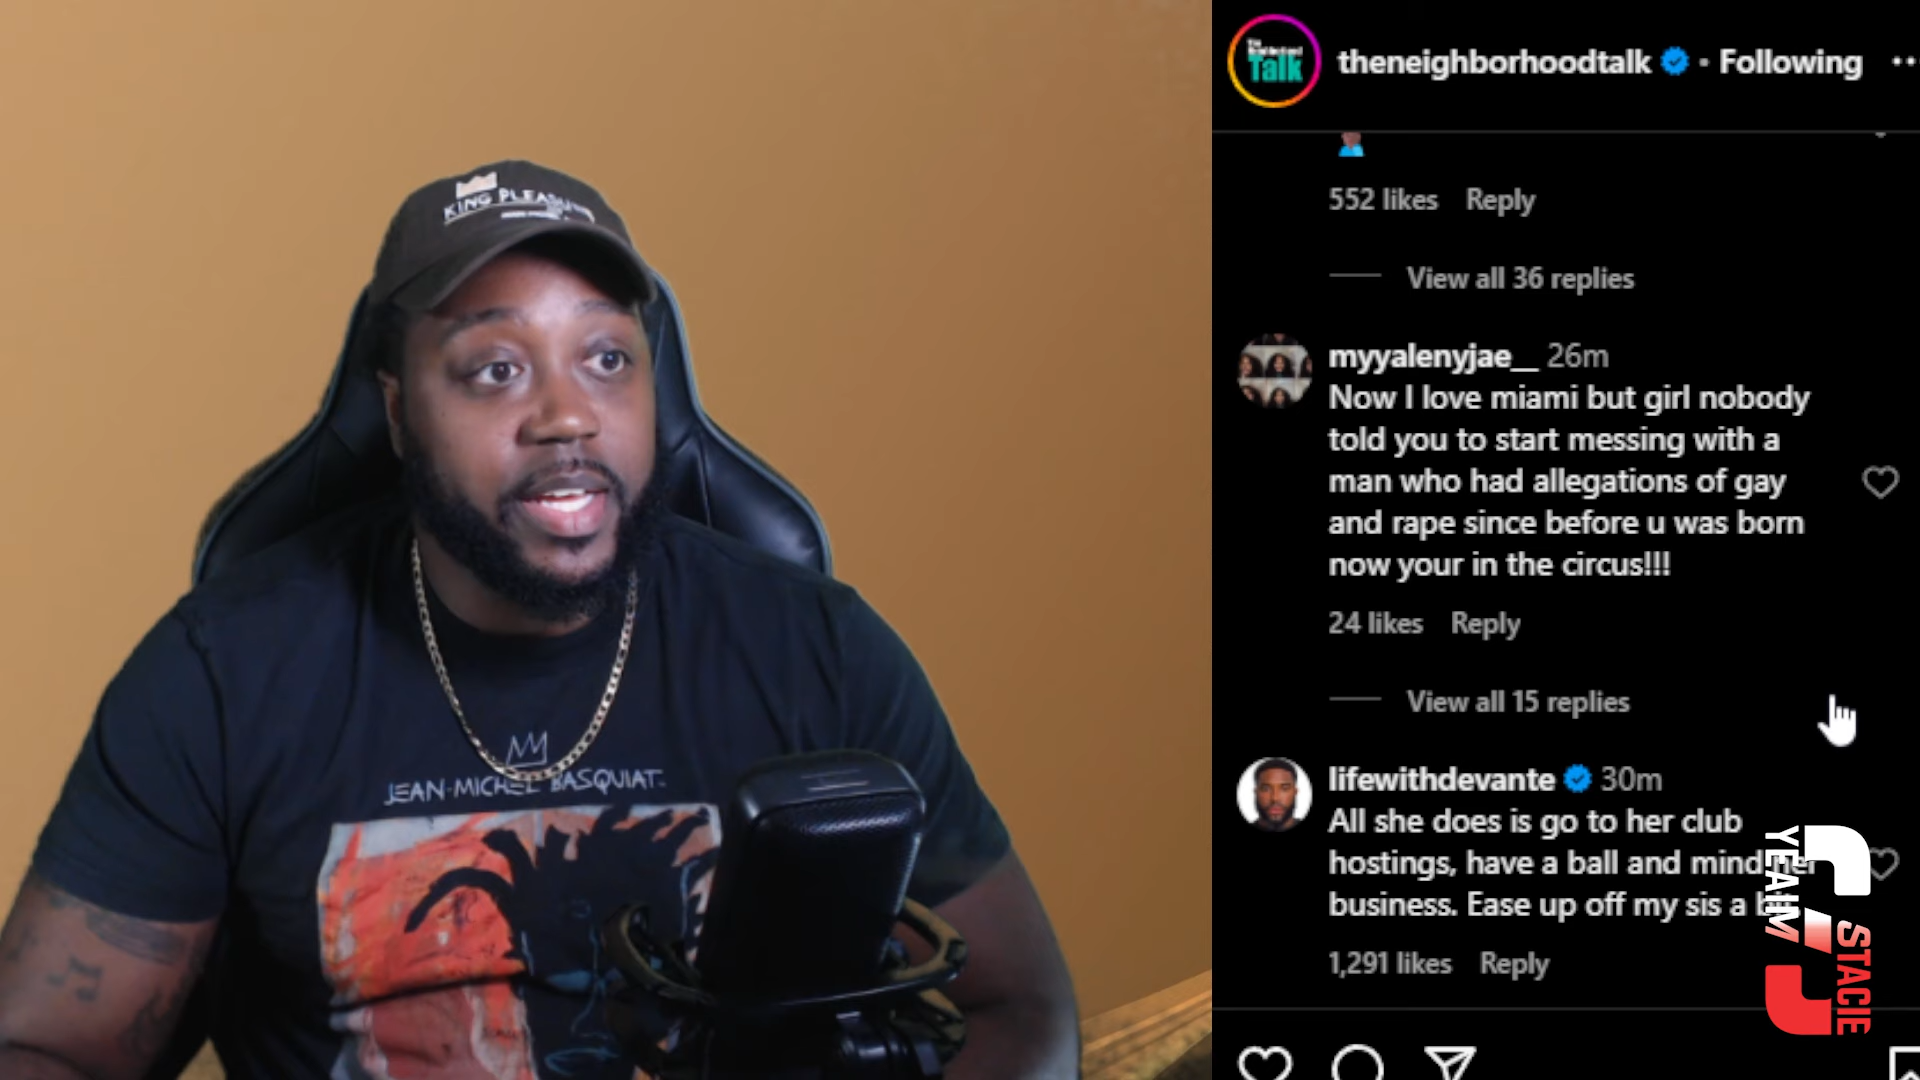 KING PLEASURE
JEAN-MICHEL BASQUIAT
Talk
theneighborhoodtalk • Following
552 likes Reply
View all 36 replies
myyalenyjae__ 26m
Now I love miami but girl nobody
told you to start messing with a
man who had allegations of gay
and rape since before u was born
now your in the circus!!!
24 likes Reply
View all 15 replies
lifewithdevante 30m
All she does is go to her club
hostings, have a ball and mind her
business. Ease up off my sis a bit
1,291 likes Reply
YEAIM
STACIE